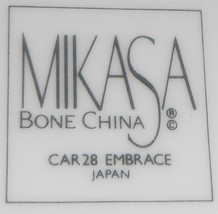 MIKASA
BONE CHINA ®©
CAR28 EMBRACE
JAPAN